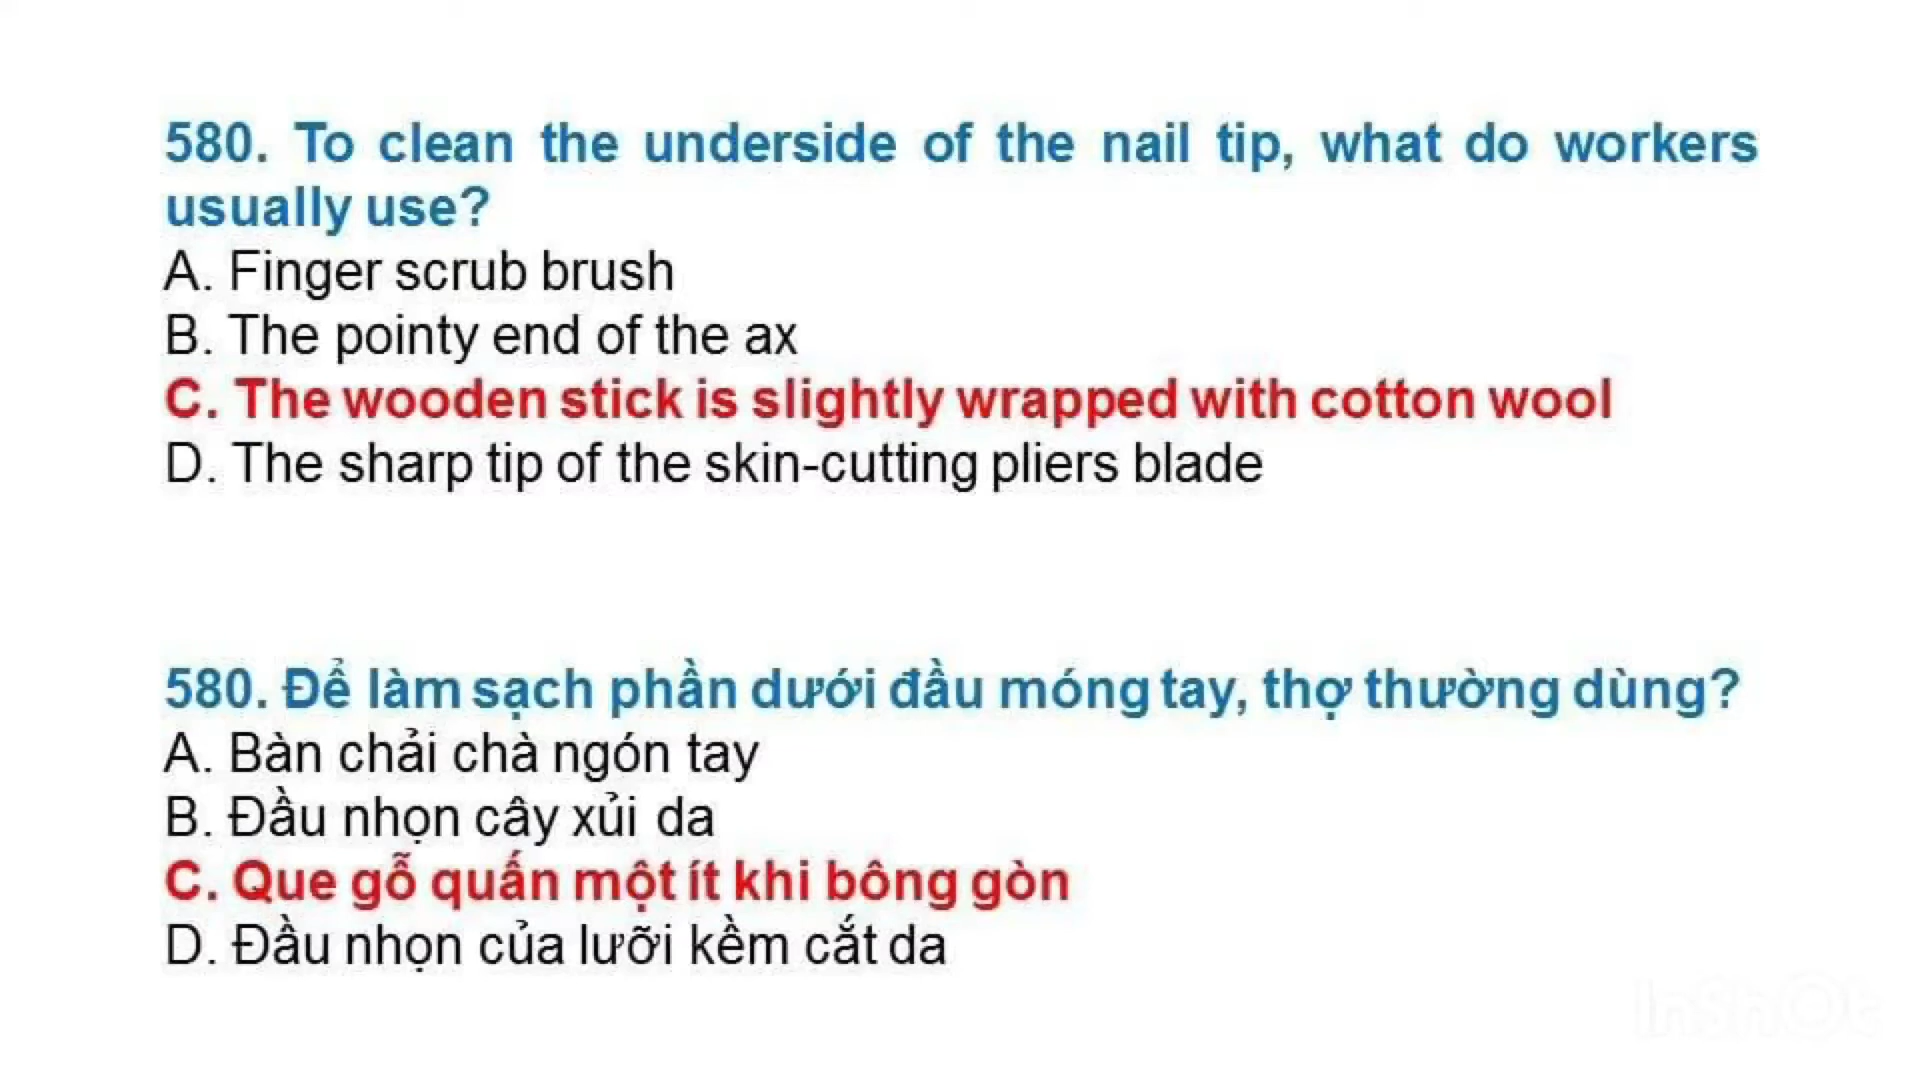 580. To clean the underside of the nail tip, what do workers
usually use?
A. Finger scrub brush
B. The pointy end of the ax
C. The wooden stick is slightly wrapped with cotton wool
D. The sharp tip of the skin-cutting pliers blade
580. Để làm sạch phần dưới đầu móng tay, thợ thường dùng?
A. Bàn chải chà ngón tay
B. Đầu nhọn cây xủi da
C. Que gỗ quấn một ít khi bông gòn
D. Đầu nhọn của lưỡi kềm cắt da
InShOt